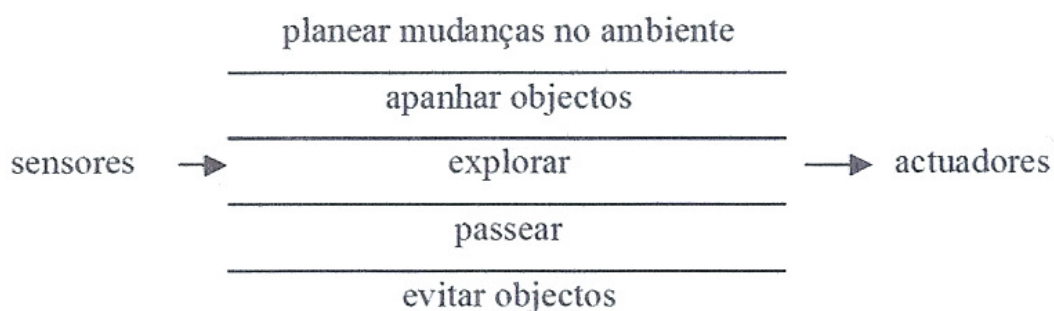 planear mudanças no ambiente
apanhar objectos
sensores explorar actuadores
passear
evitar objectos